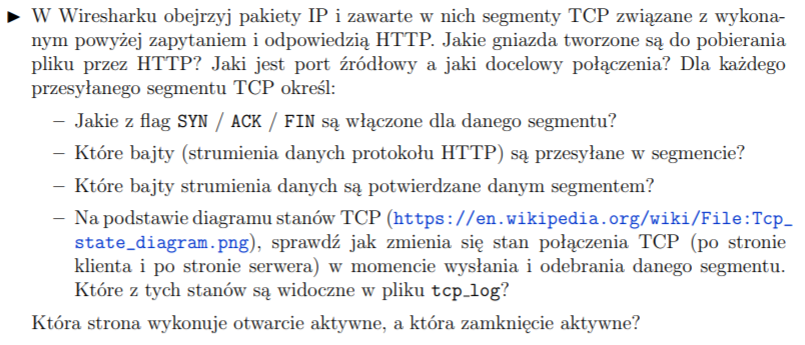 ► W Wiresharku obejrzyj pakiety IP i zawarte w nich segmenty TCP związane z wykona-
nym powyżej zapytaniem i odpowiedzią HTTP. Jakie gniazda tworzone są do pobierania
pliku przez HTTP? Jaki jest port źródłowy a jaki docelowy połączenia? Dla każdego
przesyłanego segmentu TCP określ:
– Jakie z flag SYN / ACK / FIN są włączone dla danego segmentu?
– Które bajty (strumienia danych protokołu HTTP) są przesyłane w segmencie?
– Które bajty strumienia danych są potwierdzane danym segmentem?
– Na podstawie diagramu stanów TCP (https://en.wikipedia.org/wiki/File:Tcp_
state_diagram.png), sprawdź jak zmienia się stan połączenia TCP (po stronie
klienta i po stronie serwera) w momencie wysłania i odebrania danego segmentu.
Które z tych stanów są widoczne w pliku tcp_log?
Która strona wykonuje otwarcie aktywne, a która zamknięcie aktywne?